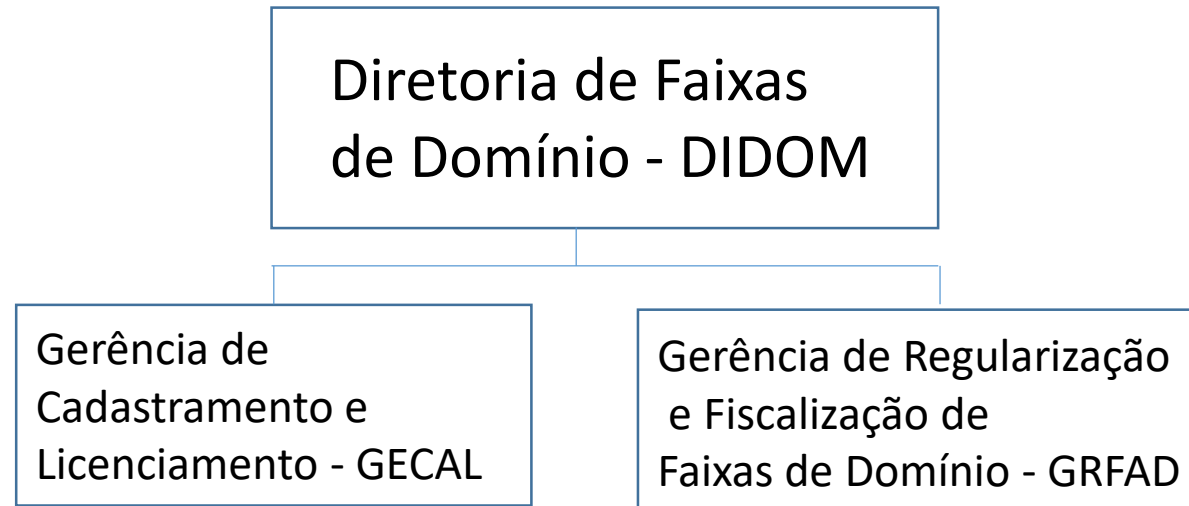 Diretoria de Faixas
de Domínio - DIDOM
Gerência de
Cadastramento e
Licenciamento - GECAL
Gerência de Regularização
e Fiscalização de
Faixas de Domínio - GRFAD